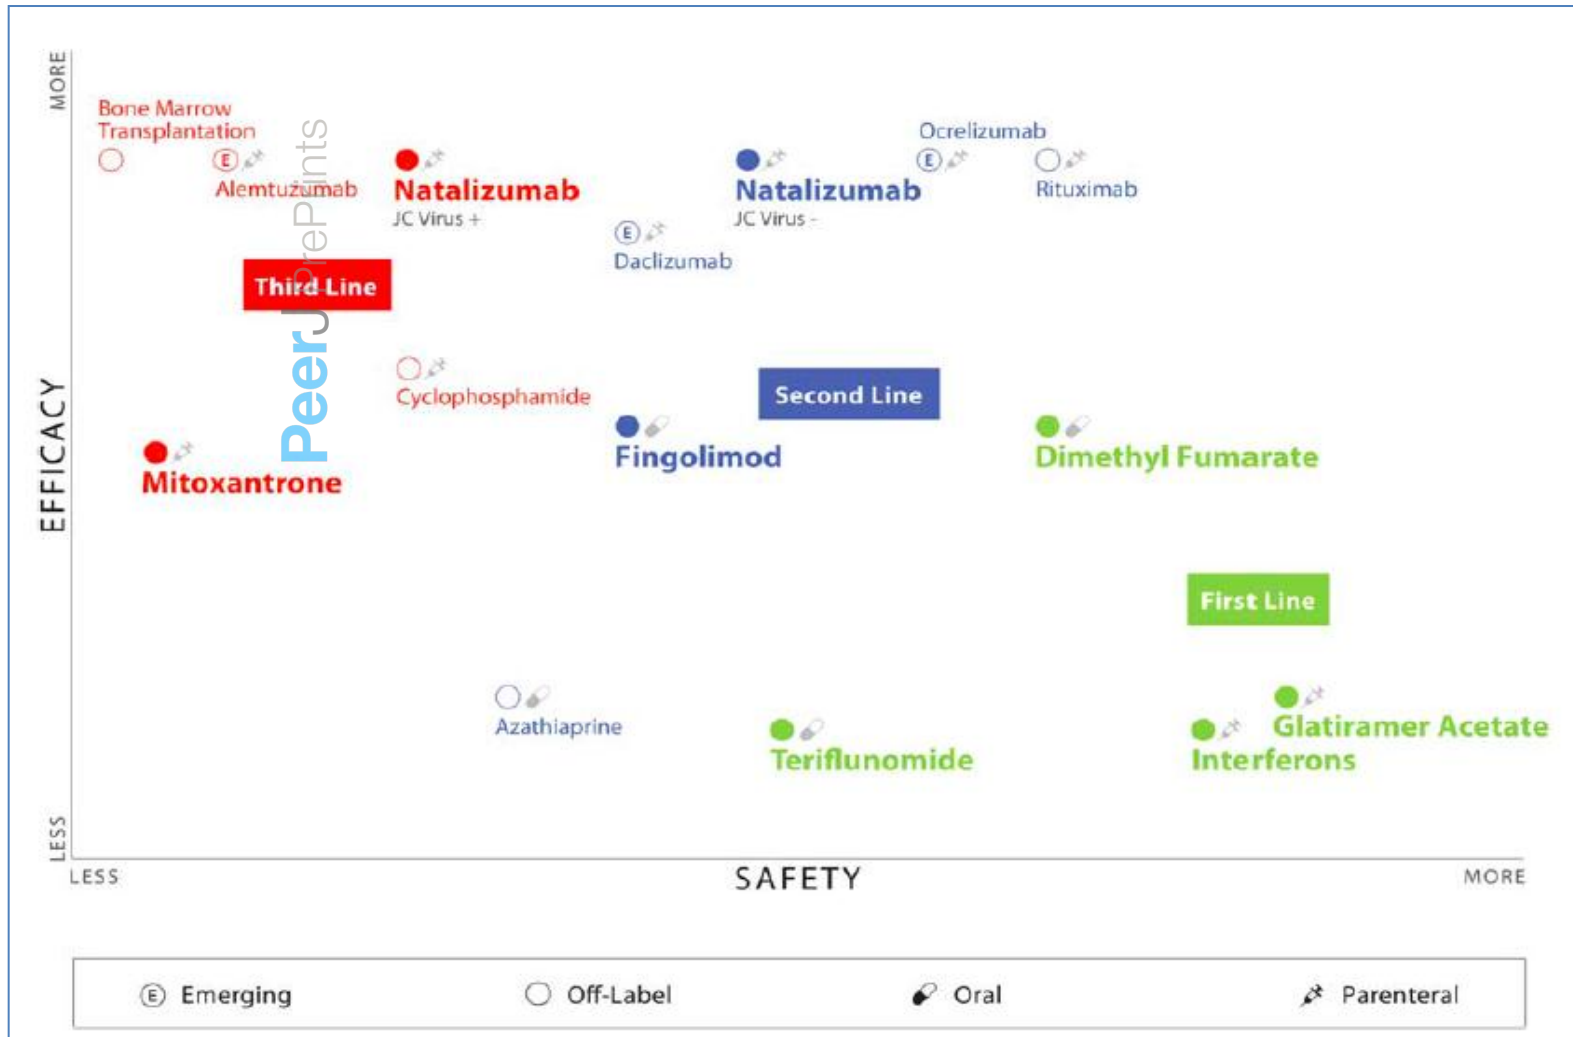 MORE
Bone Marrow
Transplantation
E
Alemtuzumab
Natalizumab
JC Virus +
Natalizumab
JC Virus -
Ocrelizumab
E
Rituximab
E
Daclizumab
Third Line
PeerJ PrePrints
Cyclophosphamide
Second Line
Mitoxantrone
Fingolimod
Dimethyl Fumarate
EFFICACY
First Line
Azathiaprine
Teriflunomide
Glatiramer Acetate
Interferons
LESS
LESS
SAFETY
MORE
E Emerging
Off-Label
Oral
Parenteral